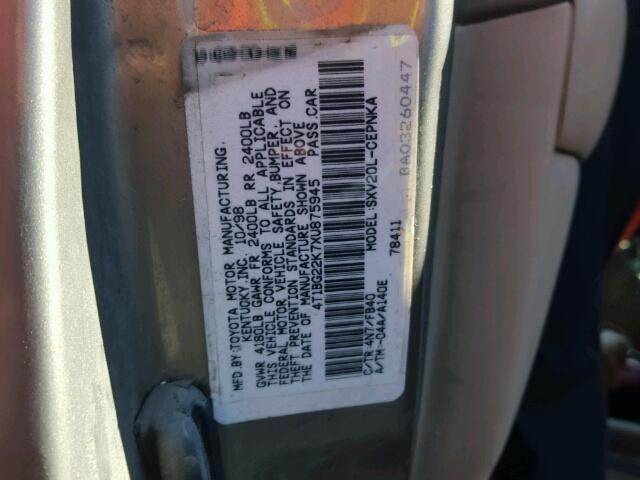 MFD.BY:TOYOTA MOTOR MANUFACTURING.
KENTUCKY, INC. 10/98
GVWR 4180LB GAWR FR 2400LB RR 2400LB
THIS VEHICLE CONFORMS TO ALL APPLICABLE
FEDERAL MOTOR VEHICLE SAFETY,BUMPER, AND
THEFT PREVENTION STANDARDS IN EFFECT ON
THE DATE OF MANUFACTURE SHOWN ABOVE
4T1BG22K7XU875945 PASS.CAR
MODEL:SXV20L-CEPNKA
78411
C/TR:4N7/FB40
A/TM-04A/A140E
BA03260447